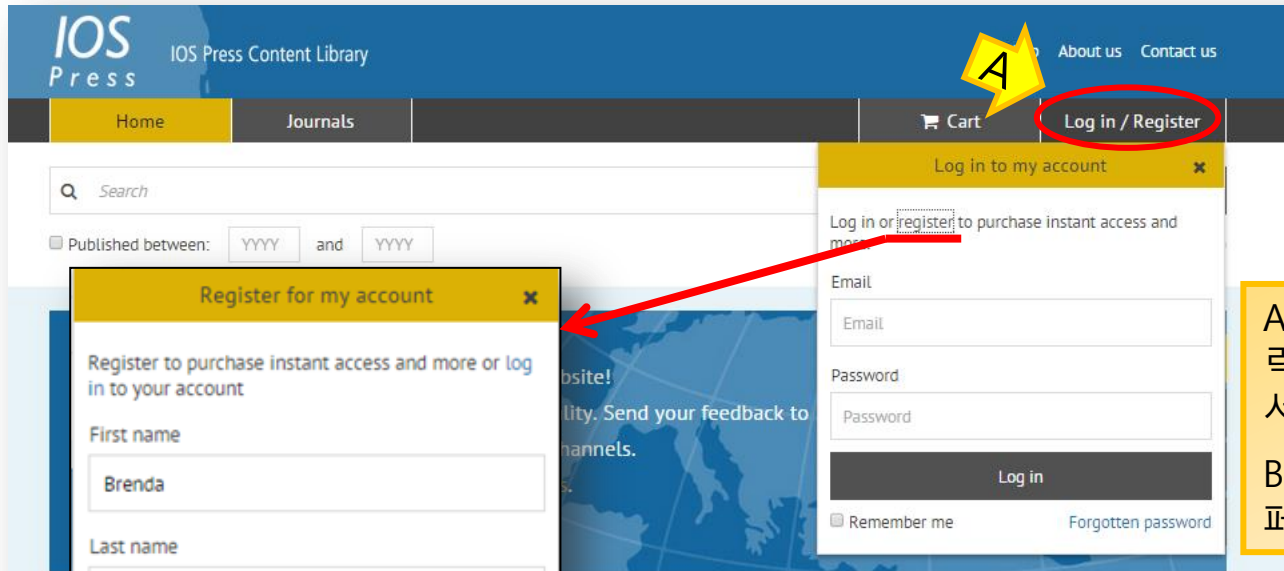 IOS
Press
IOS Press Content Library
A
About us
Contact us
Home
Journals
Cart
Log in / Register
Search
Published between:
YYYY
and
YYYY
Log in to my account
Log in or register to purchase instant access and
more.
Email
Email
Password
Password
Log in
Remember me
Forgotten password
Register for my account
Register to purchase instant access and more or log
in to your account
First name
Brenda
Last name
bsite!
lity. Send your feedback to
hannels.
A
B